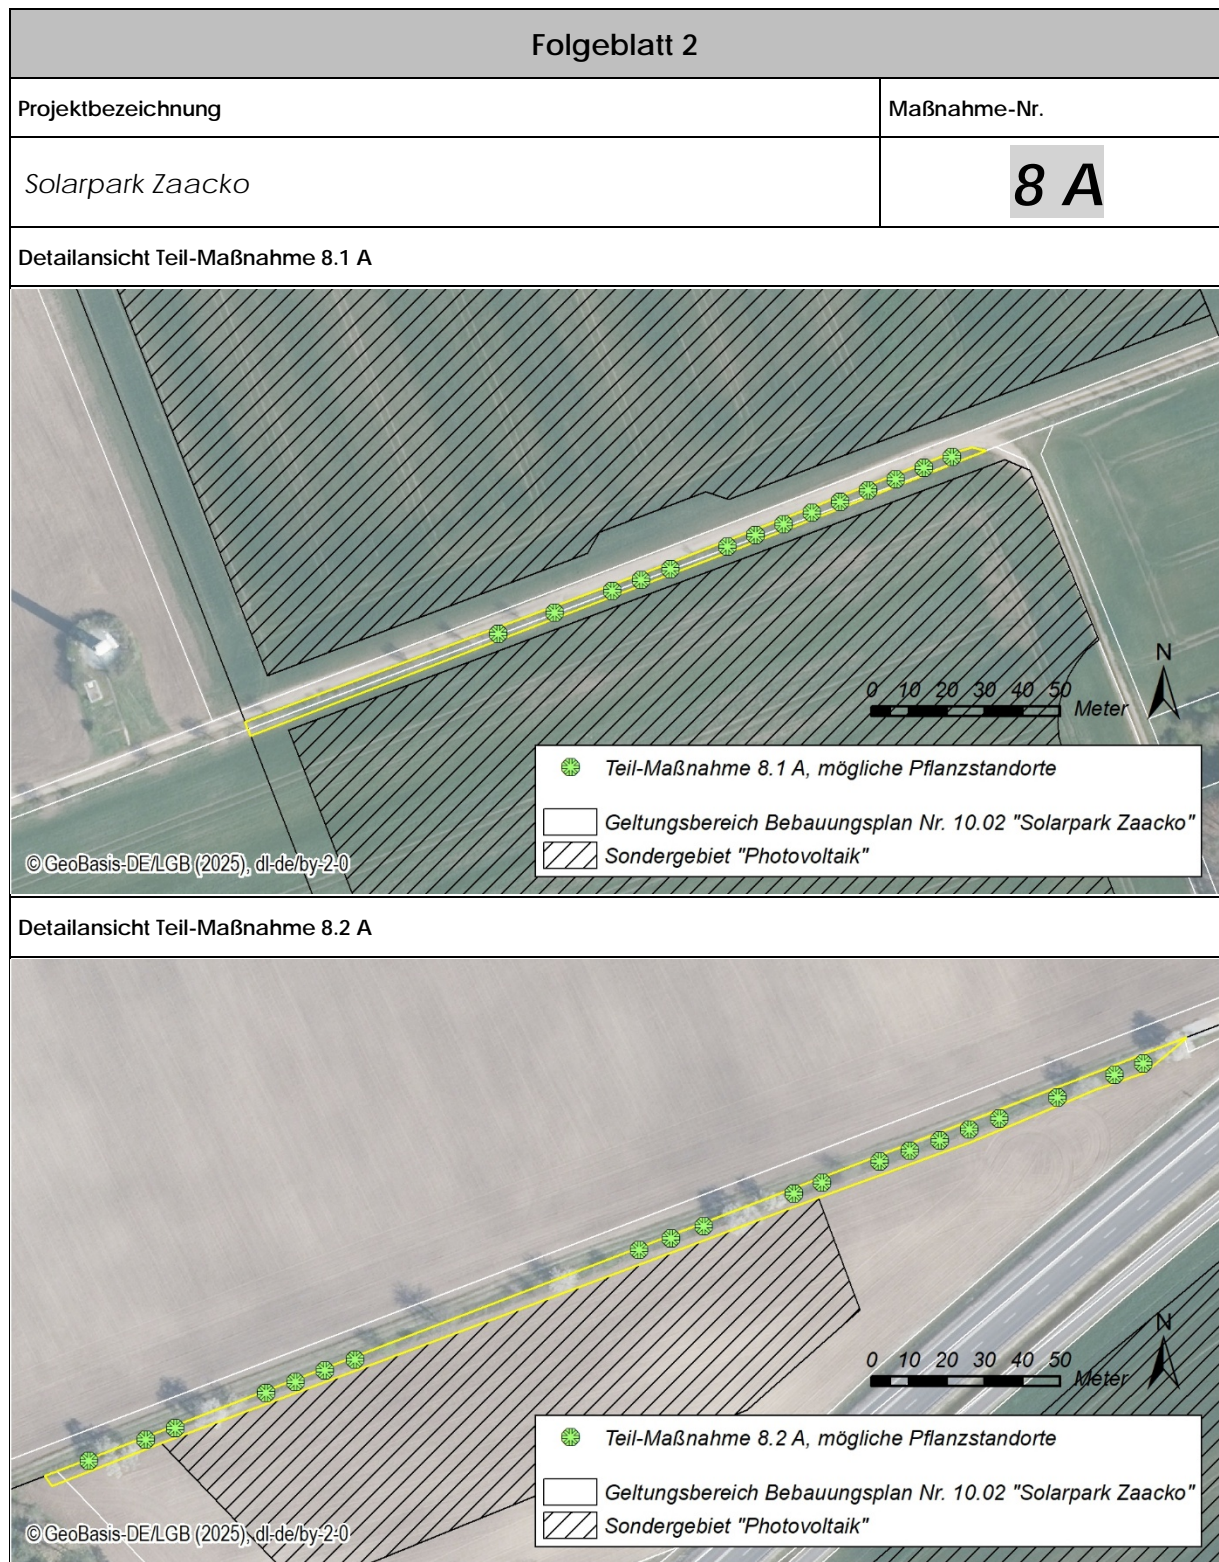 Folgeblatt 2
Projektbezeichnung
Maßnahme-Nr.
Solarpark Zaacko
8 A
Detailansicht Teil-Maßnahme 8.1 A
N
0 10 20 30 40 50
Meter
Teil-Maßnahme 8.1 A, mögliche Pflanzstandorte
Geltungsbereich Bebauungsplan Nr. 10.02 "Solarpark Zaacko"
Sondergebiet "Photovoltaik"
© GeoBasis-DE/LGB (2025), dl-de/by-2-0
Detailansicht Teil-Maßnahme 8.2 A
N
0 10 20 30 40 50
Meter
Teil-Maßnahme 8.2 A, mögliche Pflanzstandorte
Geltungsbereich Bebauungsplan Nr. 10.02 "Solarpark Zaacko"
Sondergebiet "Photovoltaik"
© GeoBasis-DE/LGB (2025), dl-de/by-2-0